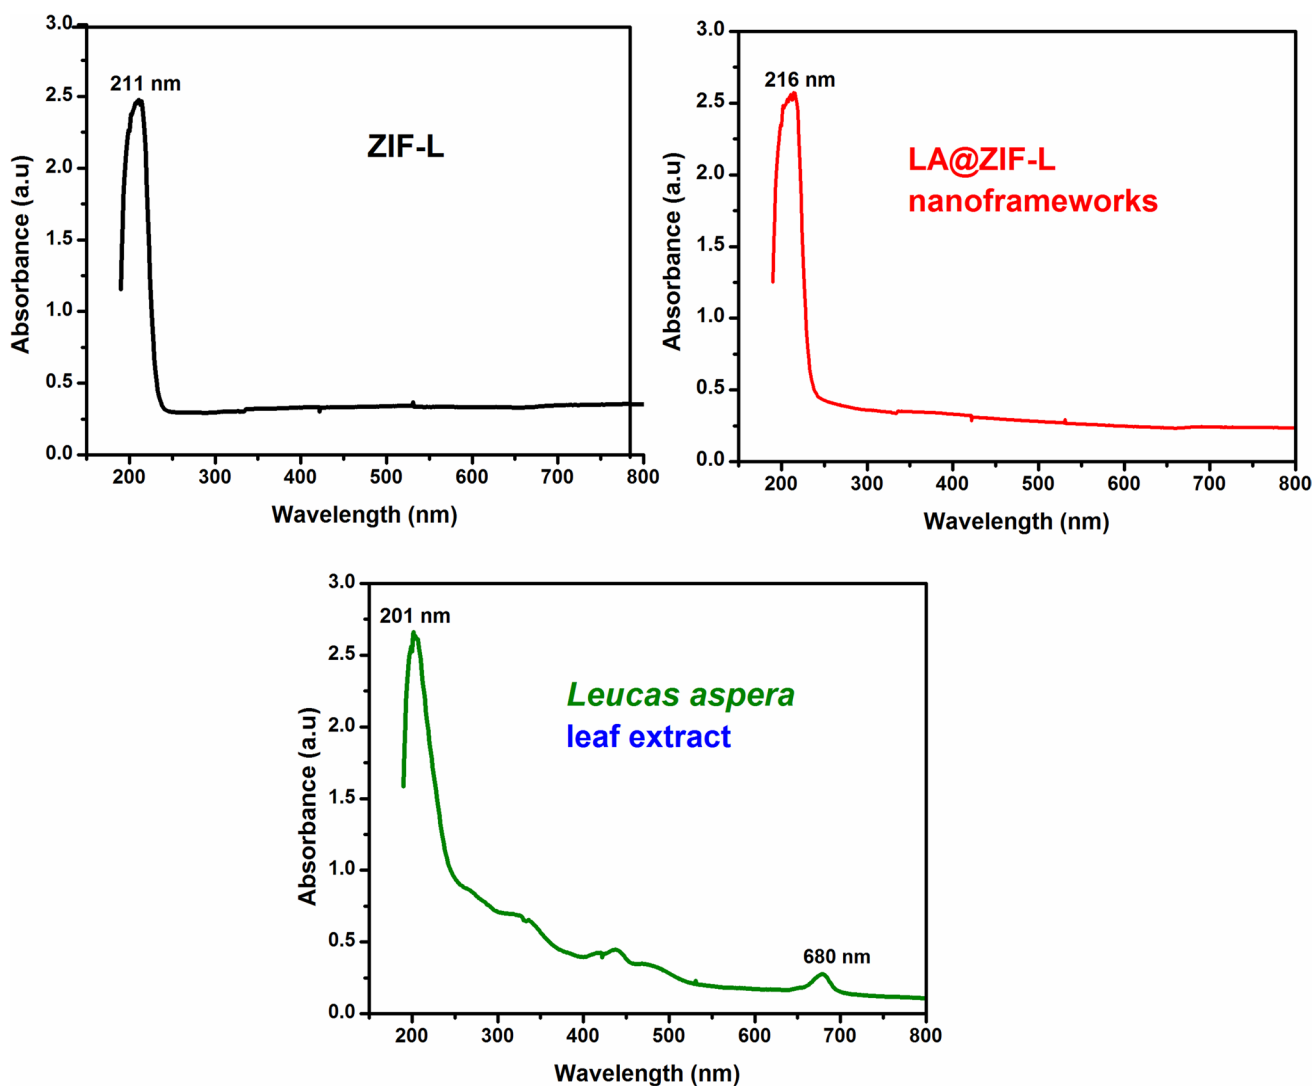 3.0
2.5
2.0
1.5
1.0
0.5
0.0
211 nm
ZIF-L
Absorbance (a.u)
200 300 400 500 600 700 800
Wavelength (nm)
3.0
2.5
2.0
1.5
1.0
0.5
0.0
216 nm
LA@ZIF-L
nanoframeworks
Absorbance (a.u)
200 300 400 500 600 700 800
Wavelength (nm)
3.0
2.5
2.0
1.5
1.0
0.5
0.0
201 nm
Leucas aspera
leaf extract
680 nm
Absorbance (a.u)
200 300 400 500 600 700 800
Wavelength (nm)